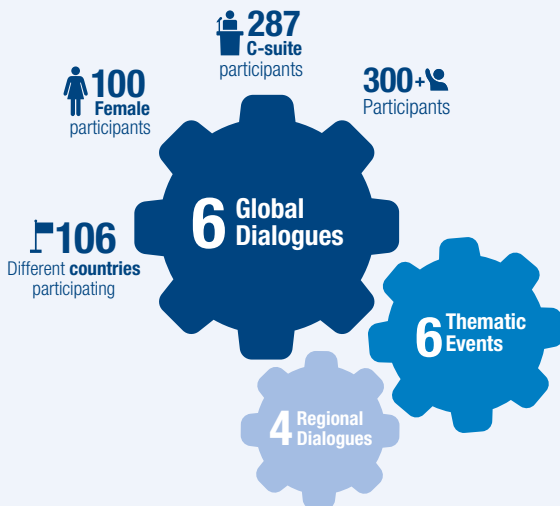 287
C-suite
participants
100
Female
participants
300+
Participants
106
Different countries
participating
6 Global
Dialogues
6 Thematic
Events
4 Regional
Dialogues